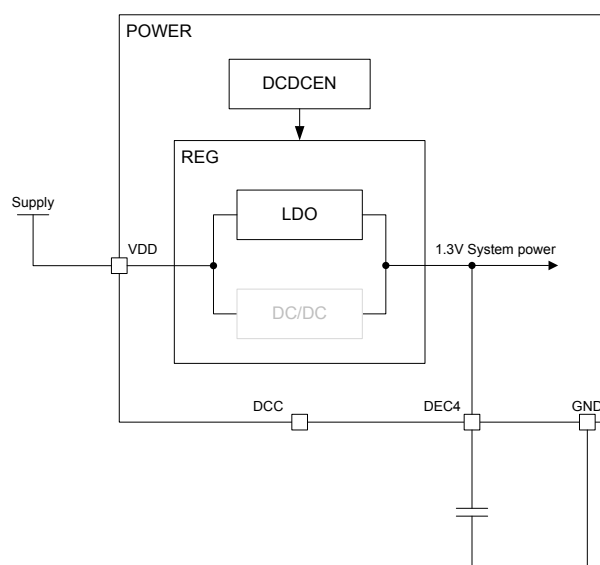 POWER
DCDCEN
REG
Supply
LDO
VDD
1.3V System power
DC/DC
DCC
DEC4
GND